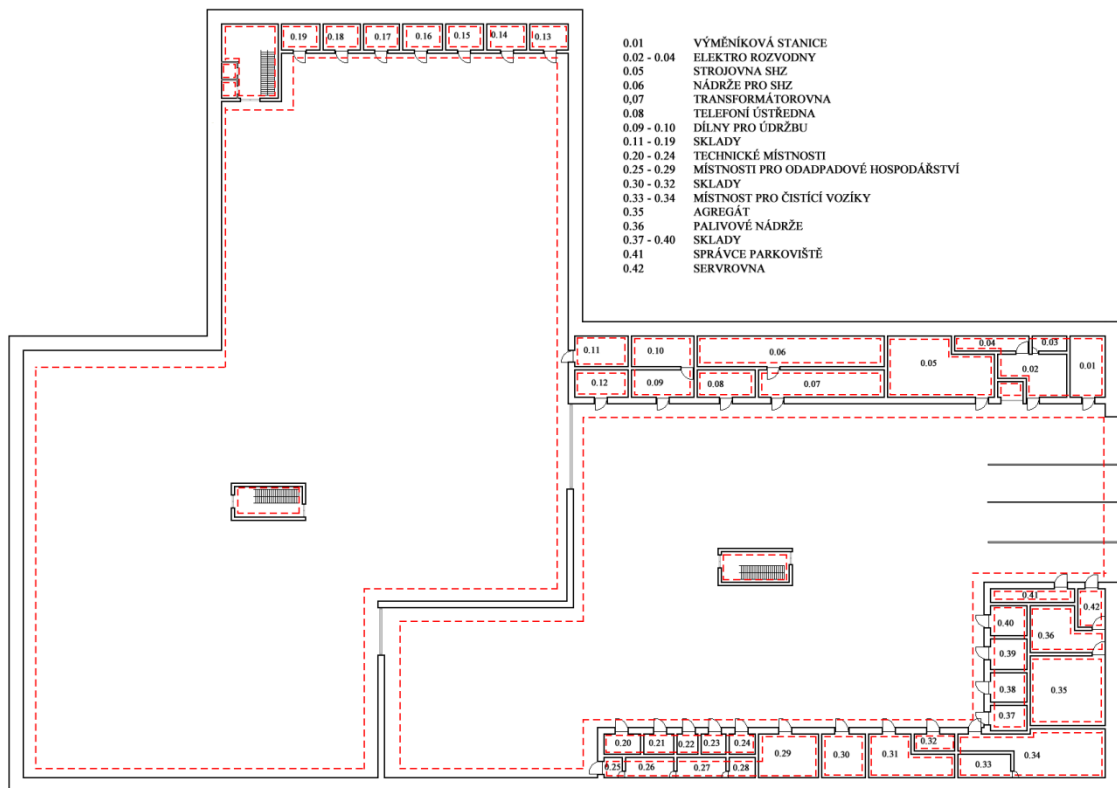 0.19 0.18 0.17 0.16 0.15 0.14 0.13
0.01 VÝMĚNÍKOVÁ STANICE
0.02 - 0.04 ELEKTRO ROZVODNY
0.05 STROJOVNA SHZ
0.06 NÁDRŽE PRO SHZ
0,07 TRANSFORMÁTOROVNA
0.08 TELEFONÍ ÚSTŘEDNA
0.09 - 0.10 DÍLNY PRO ÚDRŽBU
0.11 - 0.19 SKLADY
0.20 - 0.24 TECHNICKÉ MÍSTNOSTI
0.25 - 0.29 MÍSTNOSTI PRO ODADPADOVÉ HOSPODÁŘSTVÍ
0.30 - 0.32 SKLADY
0.33 - 0.34 MÍSTNOST PRO ČISTÍCÍ VOZÍKY
0.35 AGREGÁT
0.36 PALIVOVÉ NÁDRŽE
0.37 - 0.40 SKLADY
0.41 SPRÁVCE PARKOVIŠTĚ
0.42 SERVROVNA
0.11 0.10 0.06 0.05 0.04 0.03
0.02 0.01
0.12 0.09 0.08 0.07
0.41 0.42
0.40 0.36
0.39
0.38 0.35
0.37
0.20 0.21 0.22 0.23 0.24 0.29 0.30 0.31 0.32 0.34
0.25 0.26 0.27 0.28 0.33